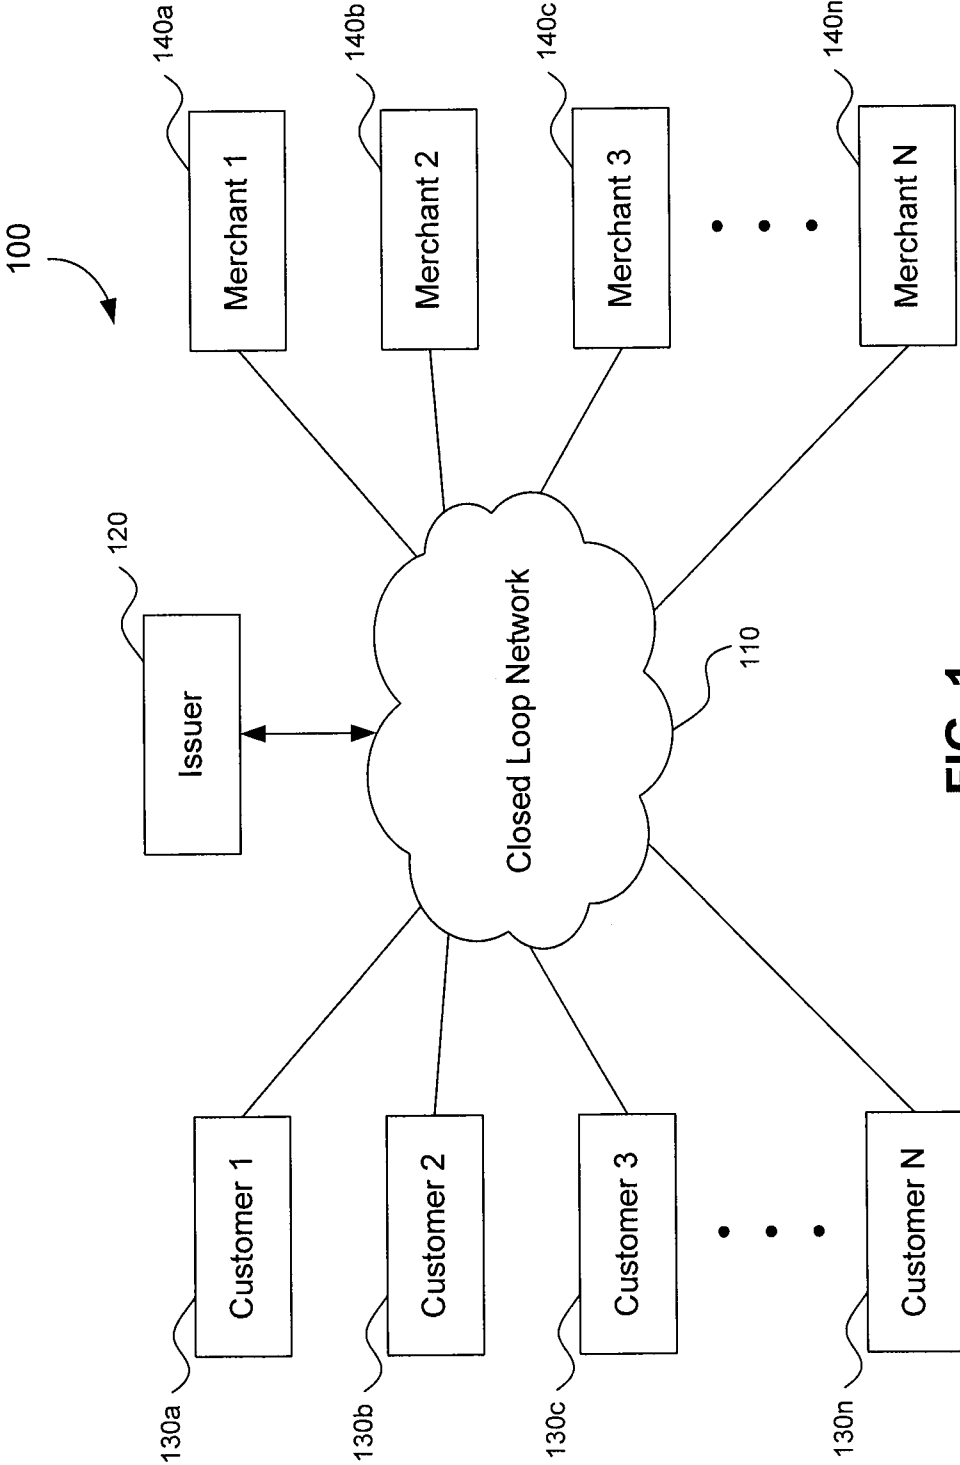 100
120
Issuer
130a
Customer 1
130b
Customer 2
130c
Customer 3
130n
Customer N
Closed Loop Network
110
140a
Merchant 1
140b
Merchant 2
140c
Merchant 3
140n
Merchant N
FIG. 1